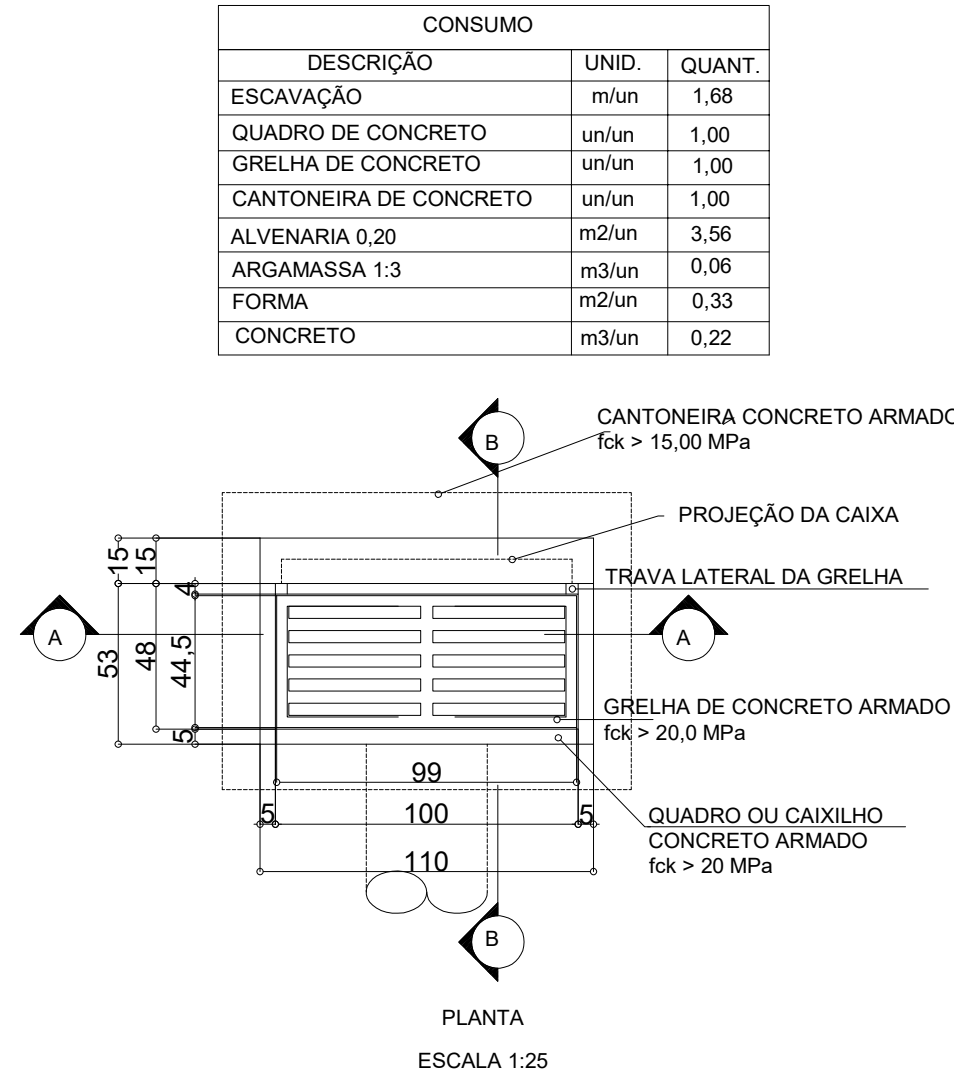 CONSUMO
DESCRIÇÃO UNID. QUANT.
ESCAVAÇÃO m/un 1,68
QUADRO DE CONCRETO un/un 1,00
GRELHA DE CONCRETO un/un 1,00
CANTONEIRA DE CONCRETO un/un 1,00
ALVENARIA 0,20 m2/un 3,56
ARGAMASSA 1:3 m3/un 0,06
FORMA m2/un 0,33
CONCRETO m3/un 0,22
CANTONEIRA CONCRETO ARMADO
fck > 15,00 MPa
B
PROJEÇÃO DA CAIXA
15
15
TRAVA LATERAL DA GRELHA
4
A
A
53
48
44,5
GRELHA DE CONCRETO ARMADO
fck > 20,0 MPa
5
99
5
100
5
QUADRO OU CAIXILHO
CONCRETO ARMADO
fck > 20 MPa
110
B
PLANTA
ESCALA 1:25